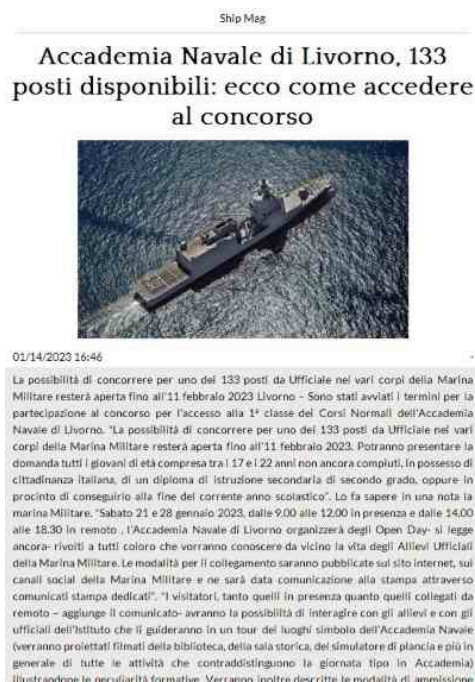 Ship Mag
Accademia Navale di Livorno, 133
posti disponibili: ecco come accedere
al concorso
01/14/2023 16:46
La possibilità di concorrere per uno dei 133 posti da Ufficiale nei vari corpi della Marina
Militare resterà aperta fino all'11 febbraio 2023 Livorno – Sono stati avviati i termini per la
partecipazione al concorso per l'accesso alla 1ª classe dei Corsi Normali dell'Accademia
Navale di Livorno. "La possibilità di concorrere per uno dei 133 posti da Ufficiale nei vari
corpi della Marina Militare resterà aperta fino all'11 febbraio 2023. Potranno presentare la
domanda tutti i giovani di età compresa tra i 17 e i 22 anni non ancora compiuti, in possesso di
cittadinanza italiana, di un diploma di istruzione secondaria di secondo grado, oppure in
procinto di conseguirlo alla fine del corrente anno scolastico". Lo fa sapere in una nota la
marina Militare. "Sabato 21 e 28 gennaio 2023, dalle 9.00 alle 12.00 in presenza e dalle 14.00
alle 18.30 in remoto , l'Accademia Navale di Livorno organizzerà degli Open Day- si legge
ancora- rivolti a tutti coloro che vorranno conoscere da vicino la vita degli Allievi Ufficiali
della Marina Militare. Le modalità per il collegamento saranno pubblicate sul sito internet, sui
canali social della Marina Militare e ne sarà data comunicazione alla stampa attraverso
comunicati stampa dedicati". "I visitatori, tanto quelli in presenza quanto quelli collegati da
remoto – aggiunge il comunicato- avranno la possibilità di interagire con gli allievi e con gli
ufficiali dell'Istituto che li guideranno in un tour dei luoghi simbolo dell'Accademia Navale
(verranno proiettati filmati della biblioteca, della sala storica, del simulatore di plancia e più in
generale di tutte le attività che contraddistinguono la giornata tipo in Accademia)
illustrandone le peculiarità formative. Verranno inoltre descritte le modalità di ammissione